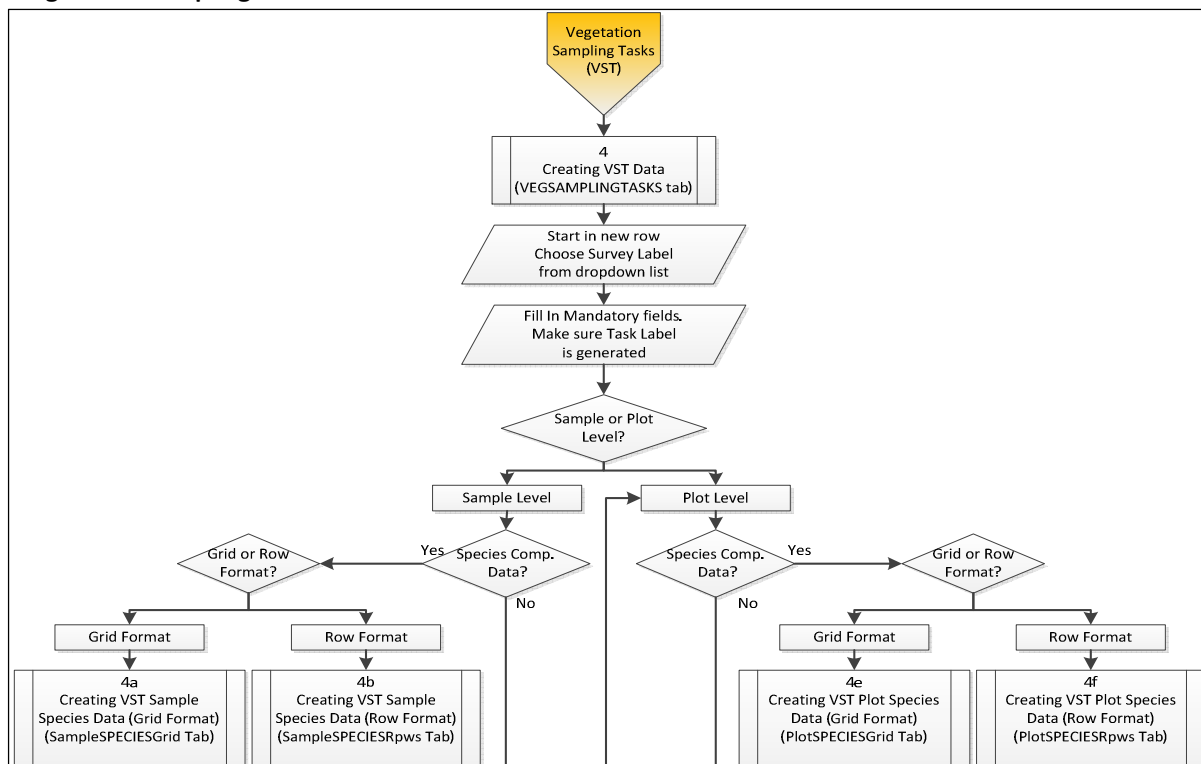 Vegetation
Sampling Tasks
(VST)
4
Creating VST Data
(VEGSAMPLINGTASKS tab)
Start in new row
Choose Survey Label
from dropdown list
Fill In Mandatory fields.
Make sure Task Label
is generated
Sample or Plot
Level?
Sample Level
Plot Level
Grid or Row
Format?
Yes
Species Comp.
Data?
No
Species Comp.
Data?
Yes
No
Grid or Row
Format?
Grid Format
Row Format
Grid Format
Row Format
4a
Creating VST Sample
Species Data (Grid Format)
(SampleSPECIESGrid Tab)
4b
Creating VST Sample
Species Data (Row Format)
(SampleSPECIESRpws Tab)
4e
Creating VST Plot Species
Data (Grid Format)
(PlotSPECIESGrid Tab)
4f
Creating VST Plot Species
Data (Row Format)
(PlotSPECIESRpws Tab)